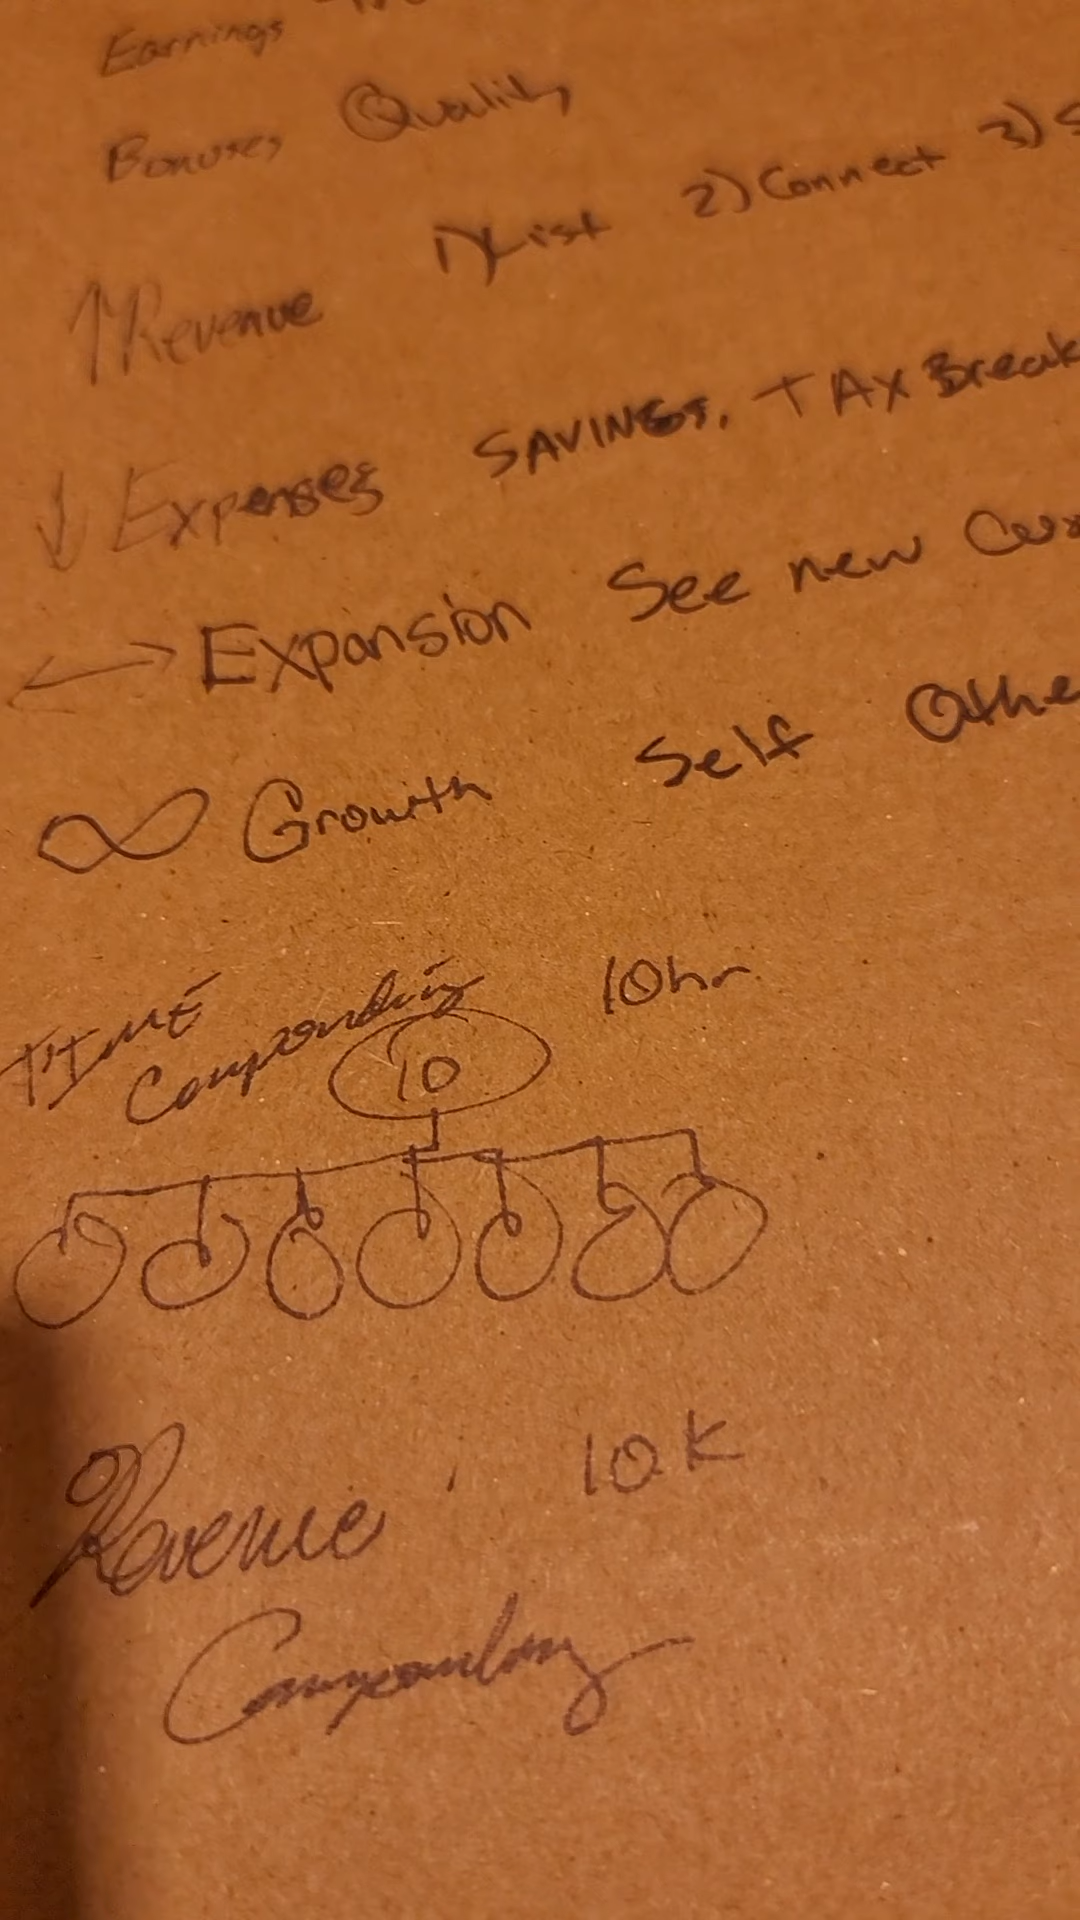 Earnings
Bonuses Quality
1) List 2) Connect 3) S
↑ Revenue
↓ Expenses SAVINGS, TAX Break
↔ Expansion See new
∞ Growth Self Othe
TIME 10hr
Compounding
10
Revenue 10K
Compounding